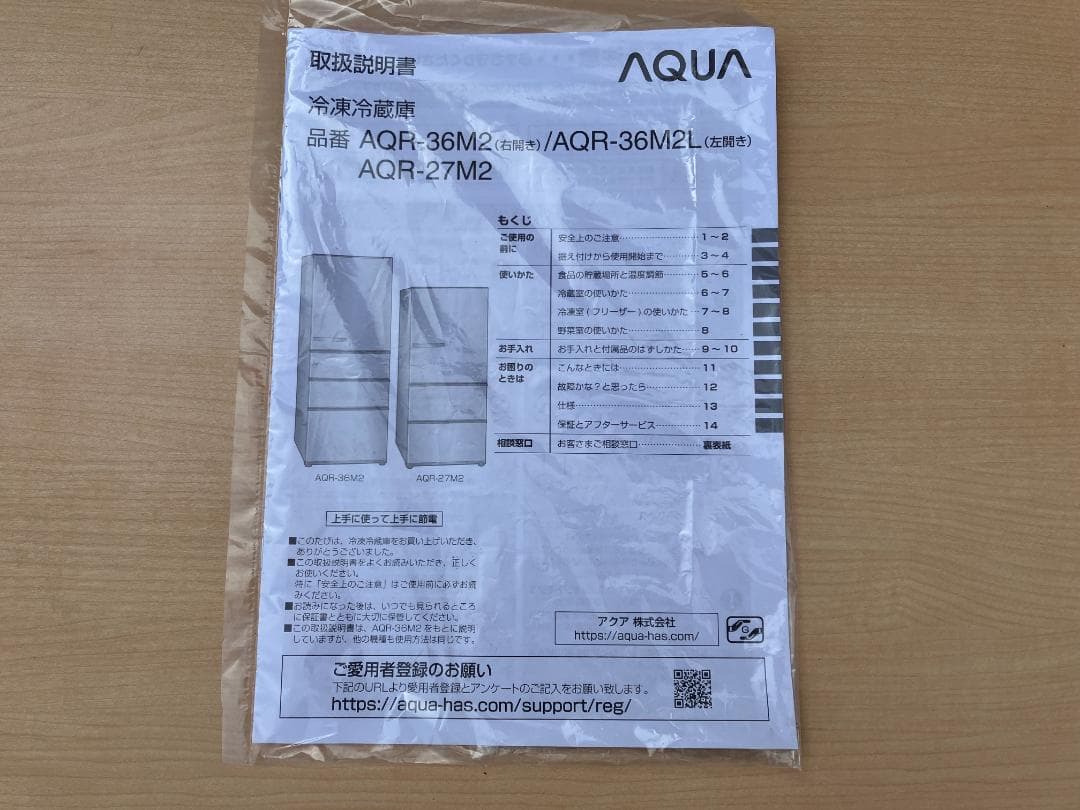 取扱説明書
AQUA
冷凍冷蔵庫
品番 AQR-36M2(右開き)/AQR-36M2L(左開き)
AQR-27M2
もくじ
ご使用の前に
安全上のご注意 1~2
据え付けから使用開始まで 3~4
使いかた
食品の貯蔵場所と温度調節 5~6
冷蔵室の使いかた 6~7
冷凍室(フリーザー)の使いかた 7~8
野菜室の使いかた 8
お手入れ
お手入れと付属品のはずしかた 9~10
お困りのときは
こんなときには 11
故障かな?と思ったら 12
仕様 13
保証とアフターサービス 14
相談窓口
お客さまご相談窓口 裏表紙
AQR-36M2
AQR-27M2
上手に使って上手に節電
■このたびは、冷凍冷蔵庫をお買い上げいただき、
ありがとうございました。
■この取扱説明書をよくお読みいただき、正しく
お使いください。
特に「安全上のご注意」はご使用前に必ずお読
みください。
■お読みになった後は、いつでも見られるところ
に保証書とともに大切に保管してください。
■この取扱説明書は、AQR-36M2をもとに説明
していますが、他の機種も使用方法は同じです。
アクア 株式会社
https://aqua-has.com/
G
ご愛用者登録のお願い
下記のURLより愛用者登録とアンケートのご記入をお願い致します。
https://aqua-has.com/support/reg/